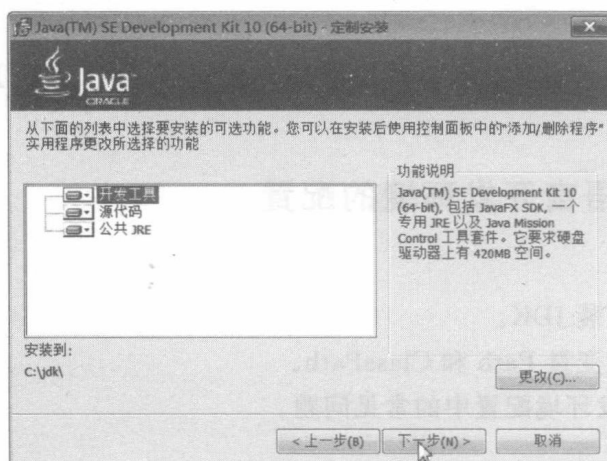 Java(TM) SE Development Kit 10 (64-bit) - 定制安装
Java
ORACLE
从下面的列表中选择要安装的可选功能。您可以在安装后使用控制面板中的"添加/删除程序"
实用程序更改所选择的功能
开发工具
源代码
公共 JRE
功能说明
Java(TM) SE Development Kit 10
(64-bit), 包括 JavaFX SDK, 一个
专用 JRE 以及 Java Mission
Control 工具套件。它要求硬盘
驱动器上有 420MB 空间。
安装到:
C:\jdk\
更改(C)...
< 上一步(B)
下一步(N) >
取消